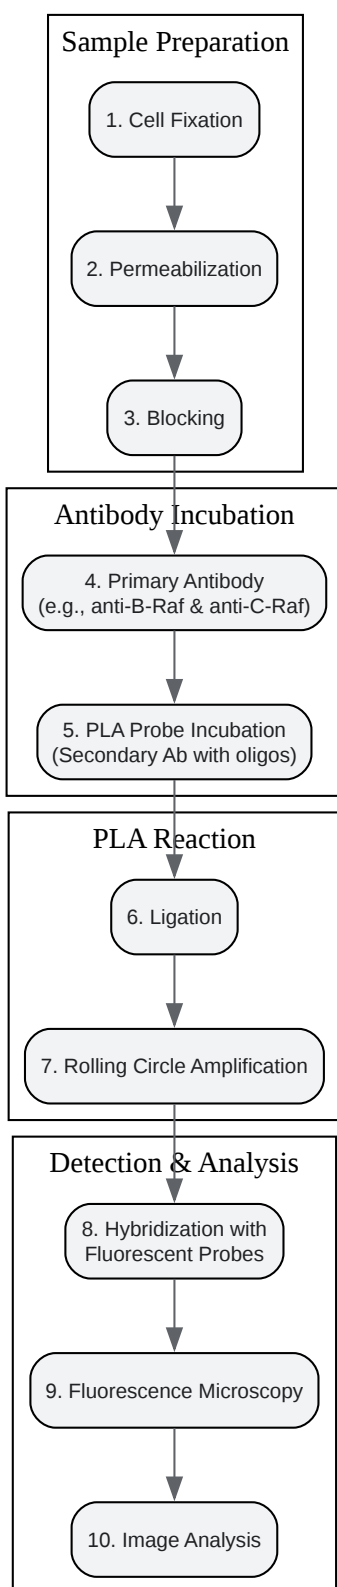 Sample Preparation
1. Cell Fixation
2. Permeabilization
3. Blocking
Antibody Incubation
4. Primary Antibody
(e.g., anti-B-Raf & anti-C-Raf)
5. PLA Probe Incubation
(Secondary Ab with oligos)
PLA Reaction
6. Ligation
7. Rolling Circle Amplification
Detection & Analysis
8. Hybridization with
Fluorescent Probes
9. Fluorescence Microscopy
10. Image Analysis